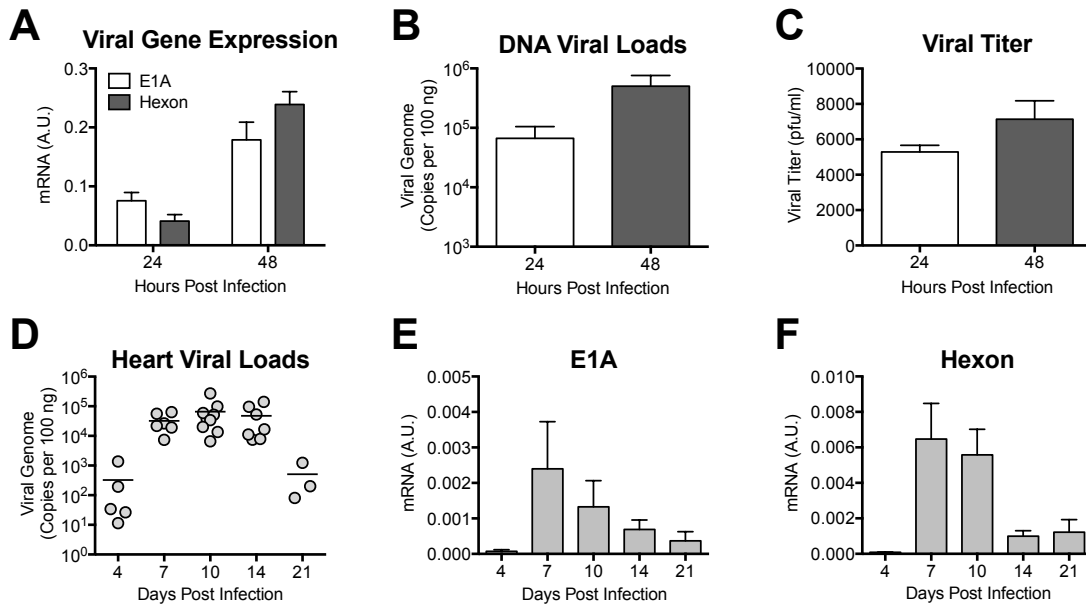 A
Viral Gene Expression
mRNA (A.U.)
0.3
0.2
0.1
0.0
E1A
Hexon
24
48
Hours Post Infection
B
DNA Viral Loads
Viral Genome
(Copies per 100 ng)
10⁶
10⁵
10⁴
10³
24
48
Hours Post Infection
C
Viral Titer
Viral Titer (pfu/ml)
10000
8000
6000
4000
2000
0
24
48
Hours Post Infection
D
Heart Viral Loads
Viral Genome
(Copies per 100 ng)
10⁶
10⁵
10⁴
10³
10²
10¹
10⁰
4
7
10
14
21
Days Post Infection
E
E1A
mRNA (A.U.)
0.005
0.004
0.003
0.002
0.001
0.000
4
7
10
14
21
Days Post Infection
F
Hexon
mRNA (A.U.)
0.010
0.008
0.006
0.004
0.002
0.000
4
7
10
14
21
Days Post Infection